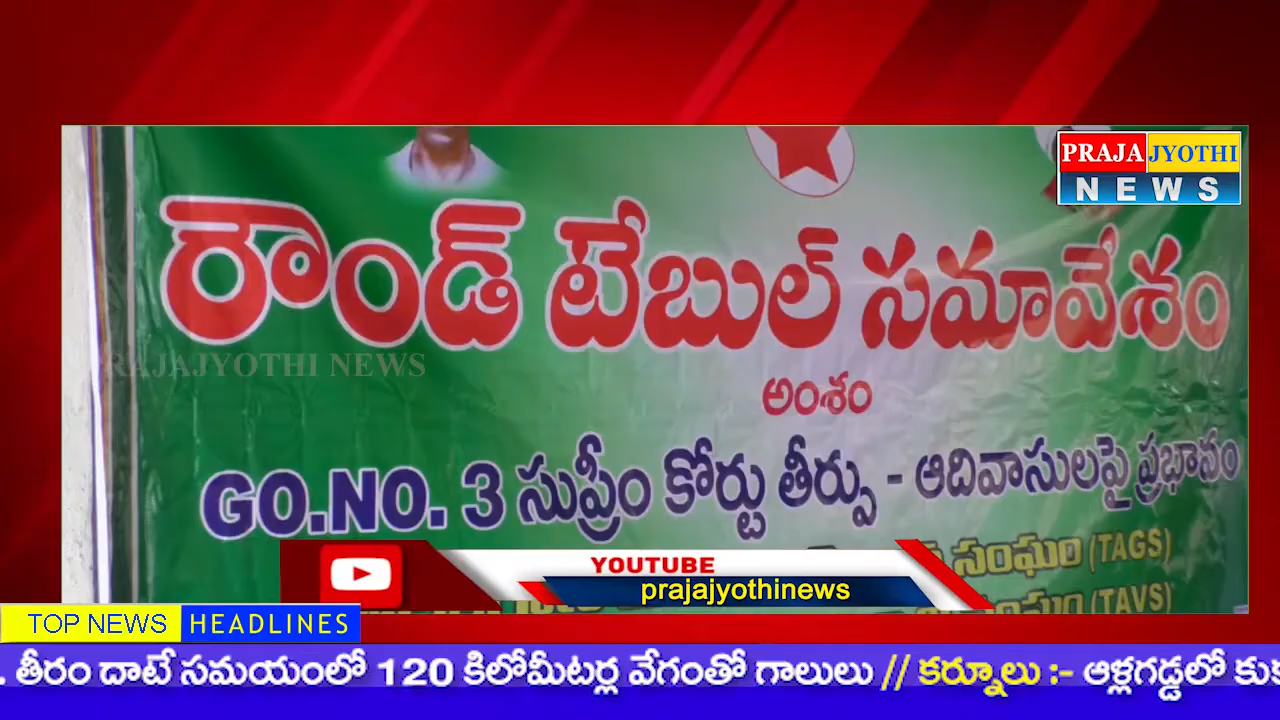 PRAJA JYOTHI
NEWS
రౌండ్ టేబుల్ సమావేశం
PRAJAJYOTHI NEWS
అంశం
GO.NO. 3 సుప్రీం కోర్టు తీర్పు - ఆదివాసులపై ప్రభావం
సంఘం (TAGS)
(TAVS)
YOUTUBE
prajajyothinews
TOP NEWS HEADLINES
. తీరం దాటే సమయంలో 120 కిలోమీటర్ల వేగంతో గాలులు // కర్నూలు :- ఆళ్లగడ్డలో కుక